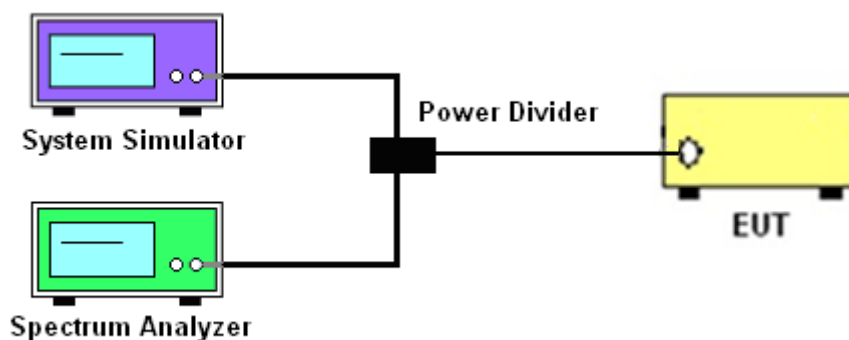 System Simulator
Power Divider
EUT
Spectrum Analyzer